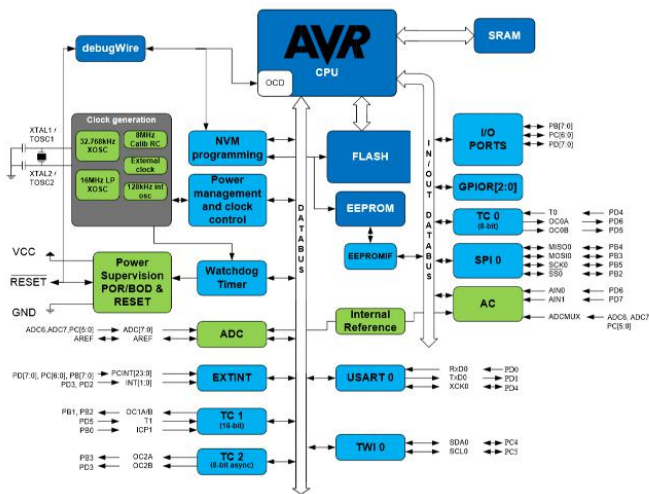 AVR
CPU
OCD
SRAM
debugWire
Clock generation
XTAL1 /
TOSC1
XTAL2 /
TOSC2
32.768kHz
XOSC
8MHz
Calib RC
External
clock
16MHz LP
XOSC
128kHz int
osc
NVM
programming
FLASH
Power
management
and clock
control
EEPROM
EEPROMIF
DATABUS
IN/OUT DATABUS
I/O
PORTS
PB[7:0]
PC[6:0]
PD[7:0]
GPIOR[2:0]
TC 0
(8-bit)
T0 PD4
OC0A PD6
OC0B PD5
SPI 0
MISO0 PB4
MOSI0 PB3
SCK0 PB5
SS0 PB2
AC
AIN0 PD6
AIN1 PD7
ADCMUX ADC6, ADC7
PC[5:0]
VCC
RESET
GND
Power
Supervision
POR/BOD &
RESET
Watchdog
Timer
Internal
Reference
ADC6,ADC7,PC[5:0] ADC[7:0]
AREF AREF
ADC
PD[7:0], PC[6:0], PB[7:0] PCINT[23:0]
PD3, PD2 INT[1:0]
EXTINT
USART 0
RxD0 PD0
TxD0 PD1
XCK0 PD4
PB1, PB2 OC1A/B
PD5 T1
PB0 ICP1
TC 1
(16-bit)
TWI 0
SDA0 PC4
SCL0 PC5
PB3 OC2A
PD3 OC2B
TC 2
(8-bit async)